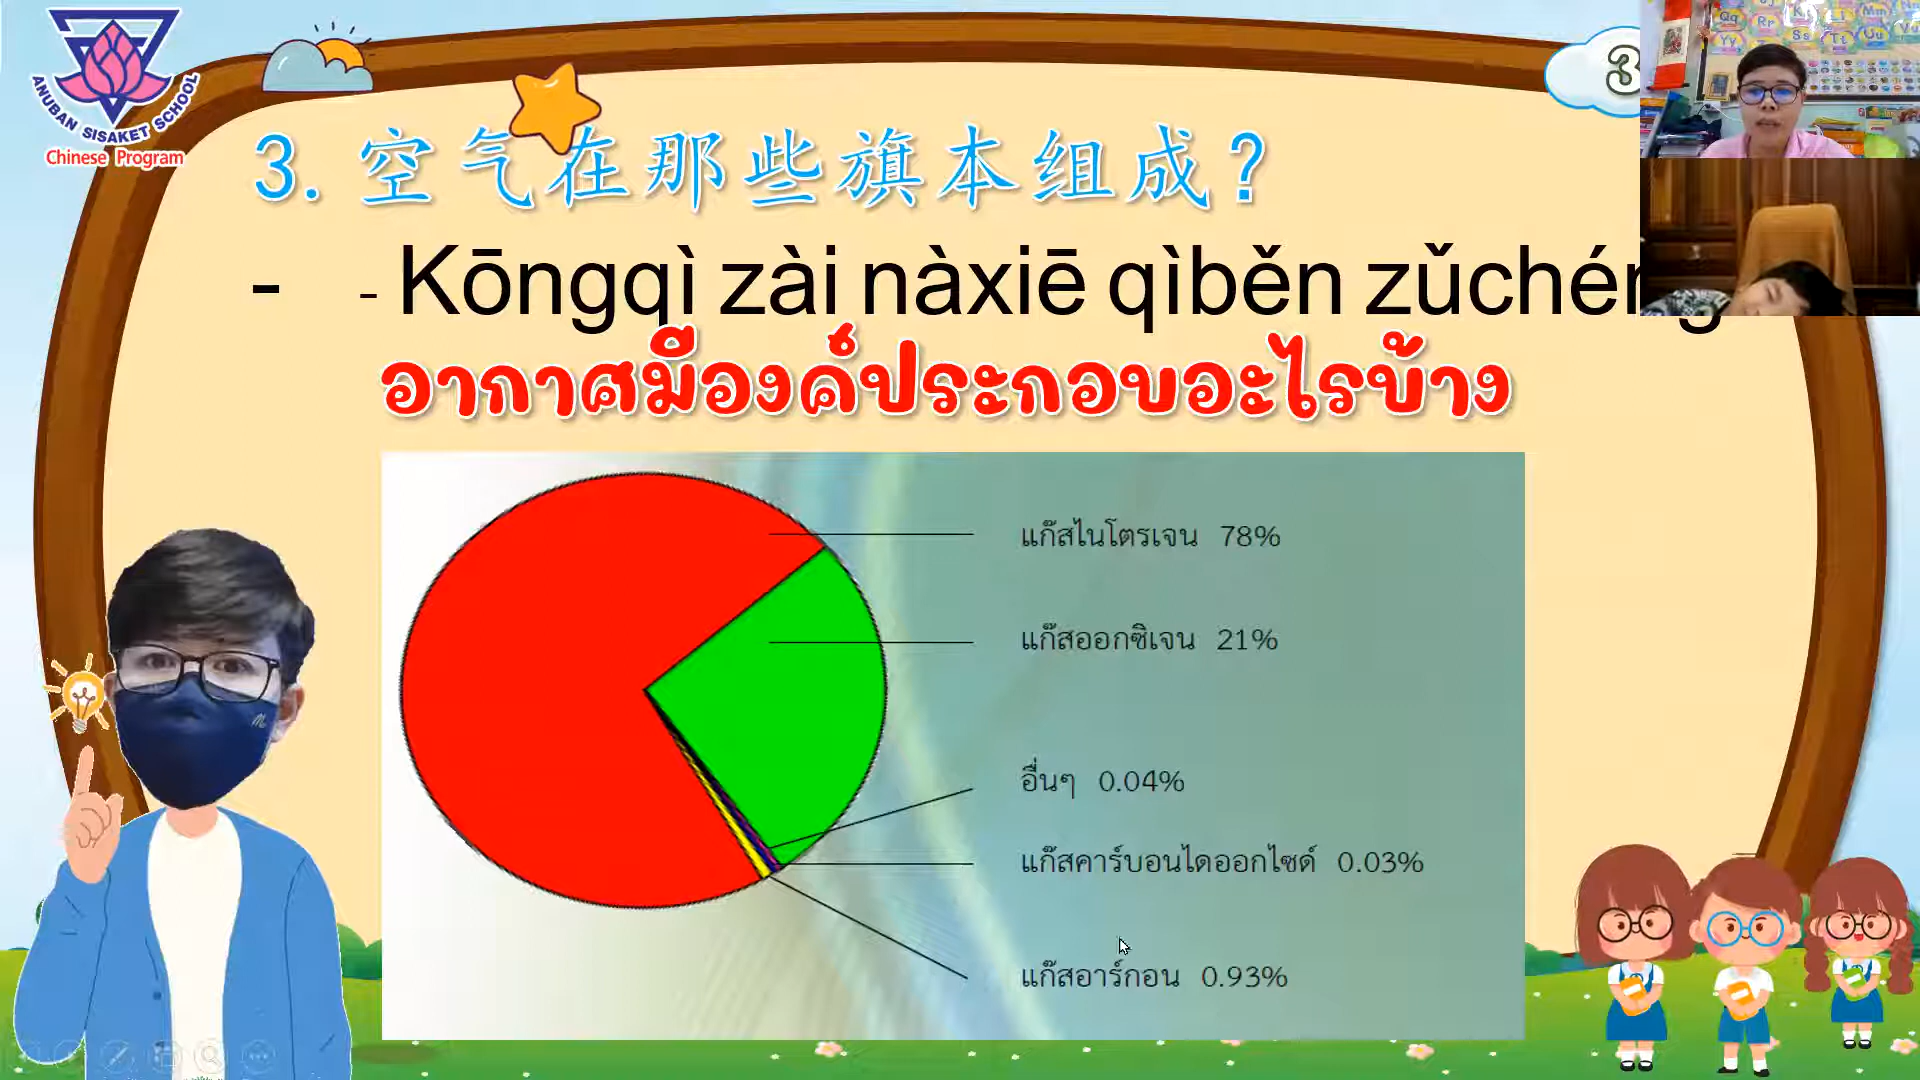 ANUBAN SISAKET SCHOOL
Chinese Program
3
3. 空气在那些旗本组成？
- - Kōngqì zài nàxiē qìběn zǔchéng
อากาศมีองค์ประกอบอะไรบ้าง
แก๊สไนโตรเจน 78%
แก๊สออกซิเจน 21%
อื่นๆ 0.04%
แก๊สคาร์บอนไดออกไซด์ 0.03%
แก๊สอาร์กอน 0.93%